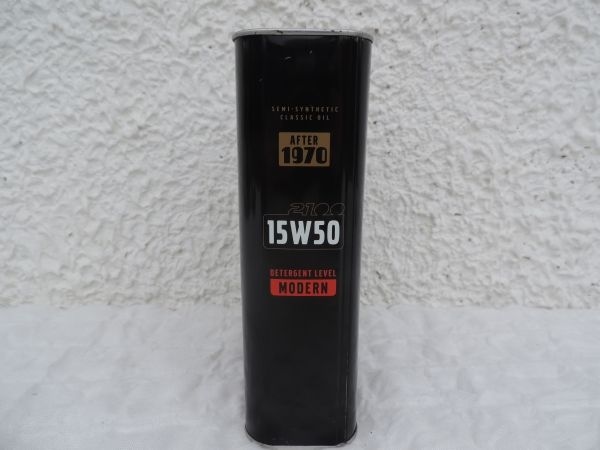 SEMI-SYNTHETIC
CLASSIC OIL
AFTER
1970
2100
15W50
DETERGENT LEVEL
MODERN